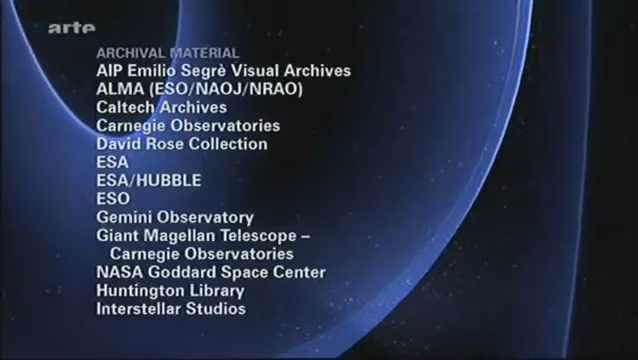 arte
ARCHIVAL MATERIAL
AIP Emilio Segrè Visual Archives
ALMA (ESO/NAOJ/NRAO)
Caltech Archives
Carnegie Observatories
David Rose Collection
ESA
ESA/HUBBLE
ESO
Gemini Observatory
Giant Magellan Telescope –
Carnegie Observatories
NASA Goddard Space Center
Huntington Library
Interstellar Studios